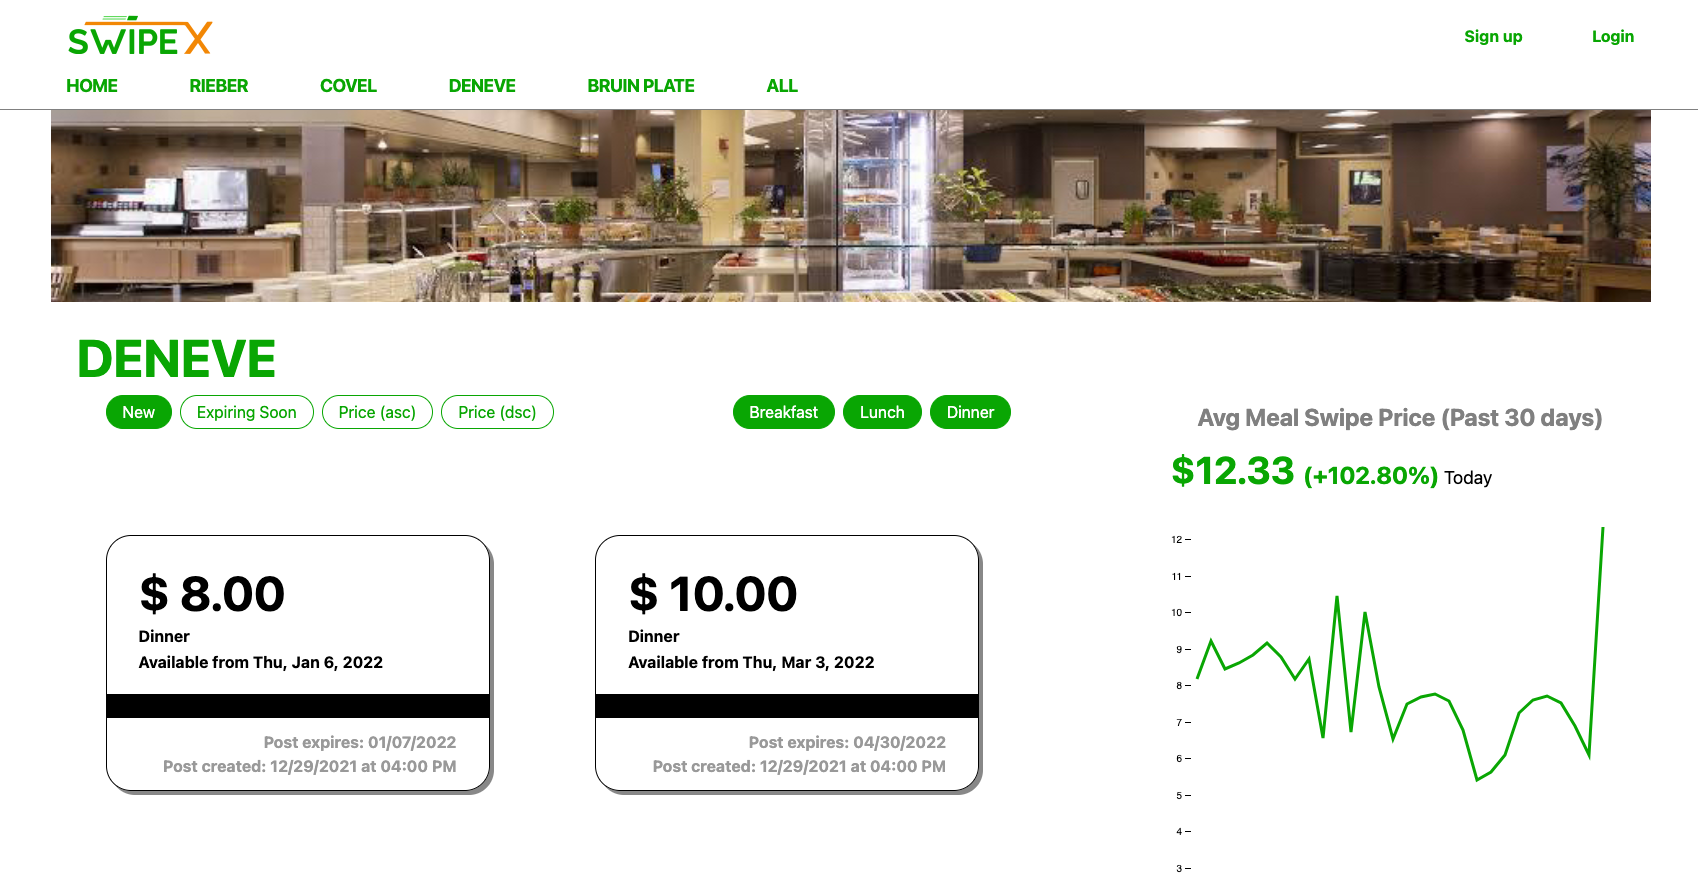 SWIPEX
Sign up Login
HOME RIEBER COVEL DENEVE BRUIN PLATE ALL
DENEVE
New Expiring Soon Price (asc) Price (dsc)
Breakfast Lunch Dinner
$ 8.00
Dinner
Available from Thu, Jan 6, 2022
Post expires: 01/07/2022
Post created: 12/29/2021 at 04:00 PM
$ 10.00
Dinner
Available from Thu, Mar 3, 2022
Post expires: 04/30/2022
Post created: 12/29/2021 at 04:00 PM
Avg Meal Swipe Price (Past 30 days)
$12.33 (+102.80%) Today
12
11
10
9
8
7
6
5
4
3